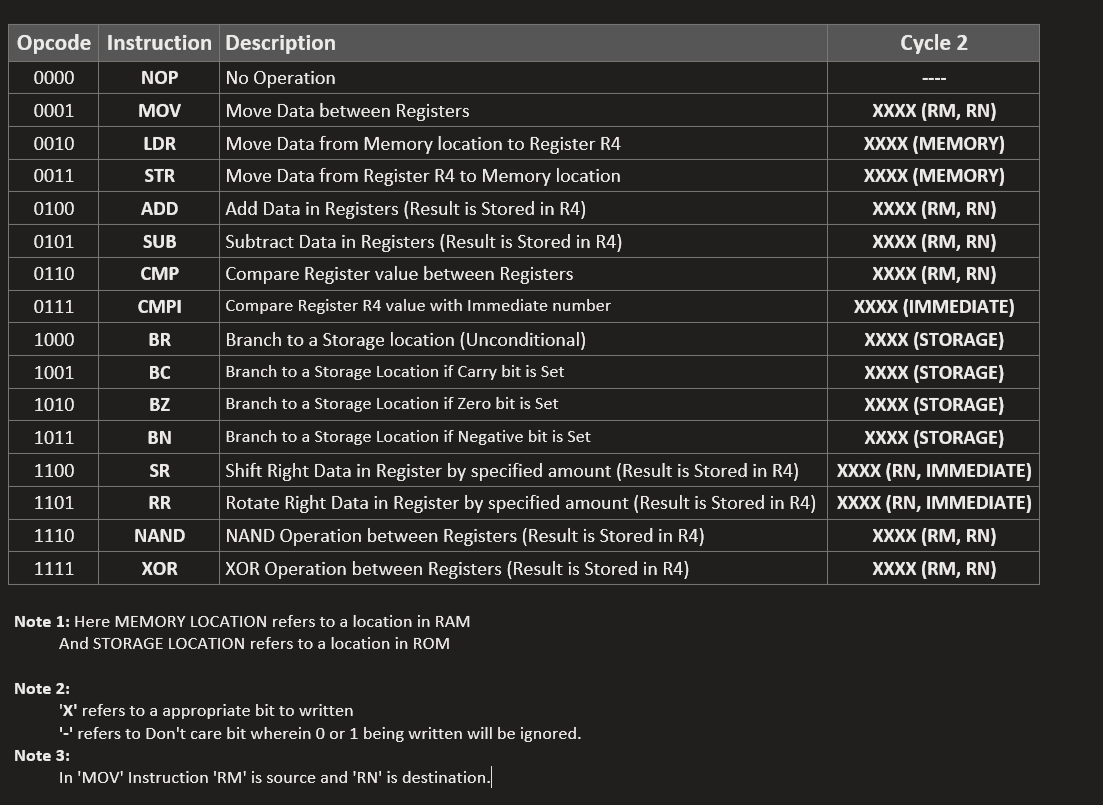 Opcode Instruction Description Cycle 2
0000 NOP No Operation ----
0001 MOV Move Data between Registers XXXX (RM, RN)
0010 LDR Move Data from Memory location to Register R4 XXXX (MEMORY)
0011 STR Move Data from Register R4 to Memory location XXXX (MEMORY)
0100 ADD Add Data in Registers (Result is Stored in R4) XXXX (RM, RN)
0101 SUB Subtract Data in Registers (Result is Stored in R4) XXXX (RM, RN)
0110 CMP Compare Register value between Registers XXXX (RM, RN)
0111 CMPI Compare Register R4 value with Immediate number XXXX (IMMEDIATE)
1000 BR Branch to a Storage location (Unconditional) XXXX (STORAGE)
1001 BC Branch to a Storage Location if Carry bit is Set XXXX (STORAGE)
1010 BZ Branch to a Storage Location if Zero bit is Set XXXX (STORAGE)
1011 BN Branch to a Storage Location if Negative bit is Set XXXX (STORAGE)
1100 SR Shift Right Data in Register by specified amount (Result is Stored in R4) XXXX (RN, IMMEDIATE)
1101 RR Rotate Right Data in Register by specified amount (Result is Stored in R4) XXXX (RN, IMMEDIATE)
1110 NAND NAND Operation between Registers (Result is Stored in R4) XXXX (RM, RN)
1111 XOR XOR Operation between Registers (Result is Stored in R4) XXXX (RM, RN)
Note 1: Here MEMORY LOCATION refers to a location in RAM
And STORAGE LOCATION refers to a location in ROM
Note 2:
'X' refers to a appropriate bit to written
'-' refers to Don't care bit wherein 0 or 1 being written will be ignored.
Note 3:
In 'MOV' Instruction 'RM' is source and 'RN' is destination.